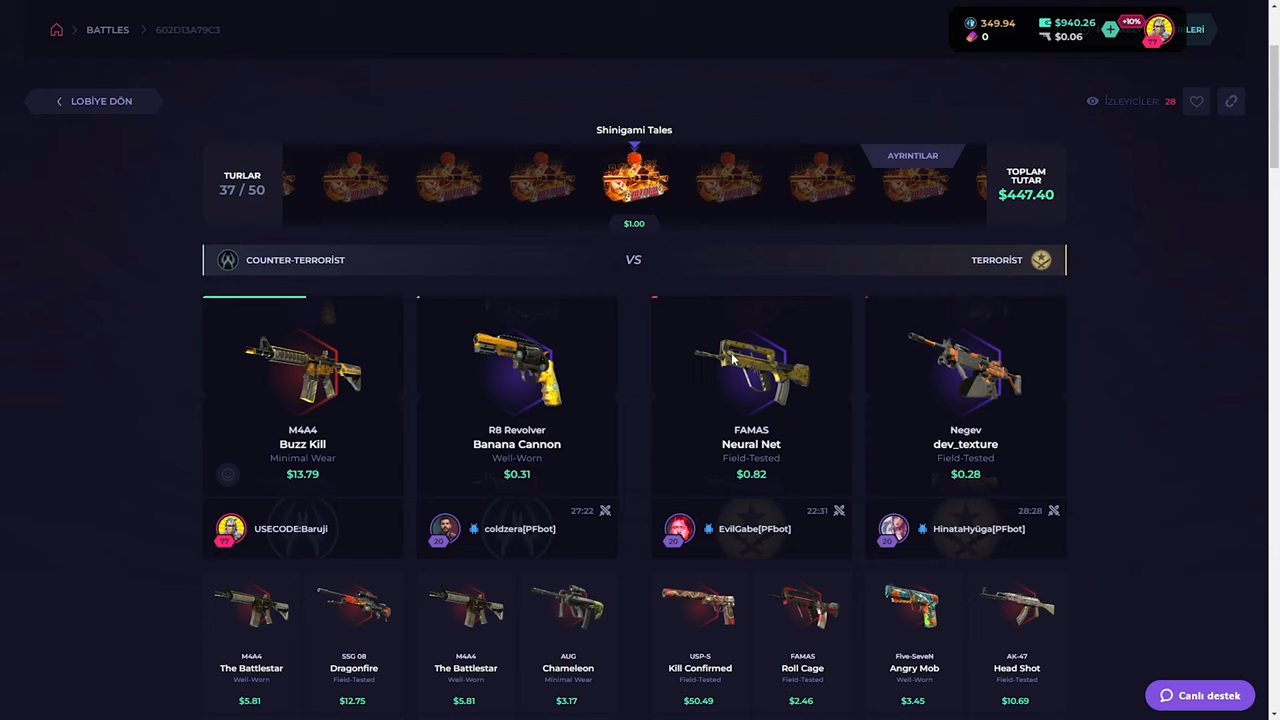 BATTLES
602D13A79C3
349.94
0
$940.26
$0.06
+10%
77
LOBİYE DÖN
İZLEYİCİLER: 28
Shinigami Tales
TURLAR
37 / 50
AYRINTILAR
TOPLAM
TUTAR
$447.40
$1.00
COUNTER-TERRORİST
VS
TERRORİST
M4A4
Buzz Kill
Minimal Wear
$13.79
R8 Revolver
Banana Cannon
Well-Worn
$0.31
FAMAS
Neural Net
Field-Tested
$0.82
Negev
dev_texture
Field-Tested
$0.28
77
USECODE:Baruji
27:22
20
coldzera[PFbot]
22:31
20
EvilGabe[PFbot]
28:28
20
HinataHyüga[PFbot]
M4A4
The Battlestar
Well-Worn
$5.81
SSG 08
Dragonfire
Field-Tested
$12.75
M4A4
The Battlestar
Well-Worn
$5.81
AUG
Chameleon
Minimal Wear
$3.17
USP-S
Kill Confirmed
Field-Tested
$50.49
FAMAS
Roll Cage
Field-Tested
$2.46
Five-SeveN
Angry Mob
Well-Worn
$3.45
AK-47
Head Shot
Field-Tested
$10.69
Canlı destek